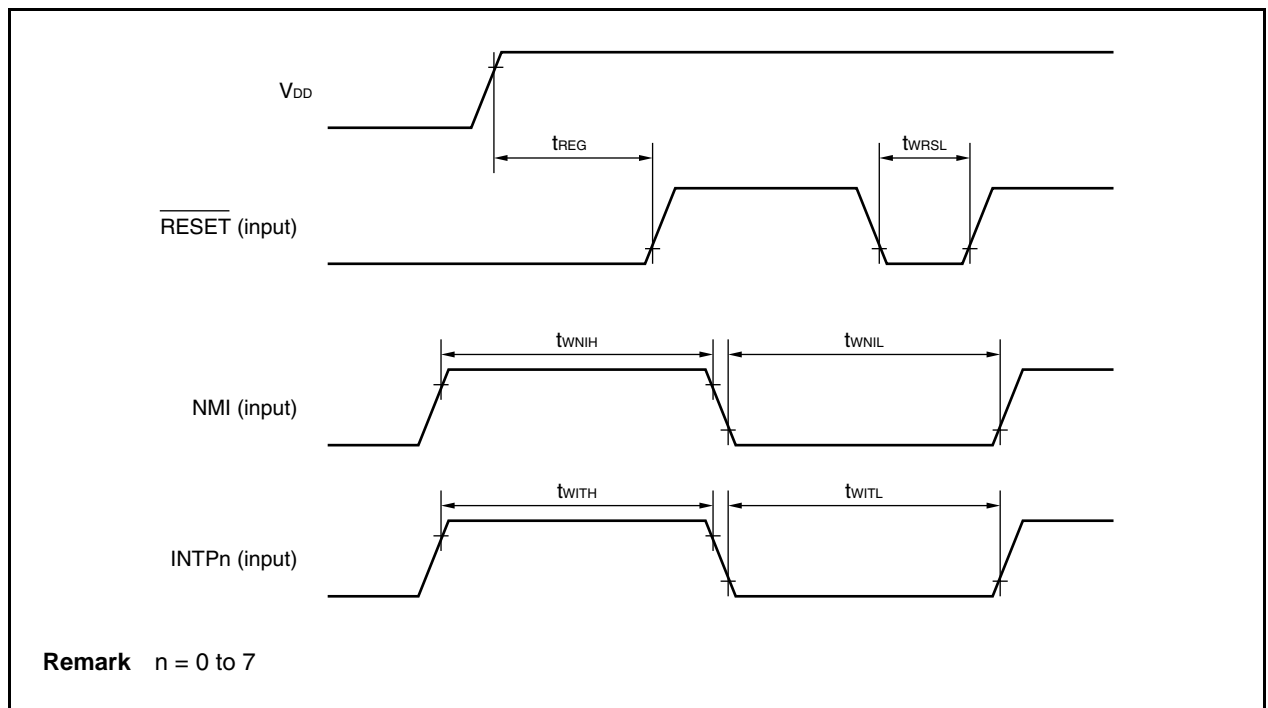 VDD
tREG
tWRSL
RESET (input)
tWNIH
tWNIL
NMI (input)
tWITH
tWITL
INTPn (input)
Remark n = 0 to 7